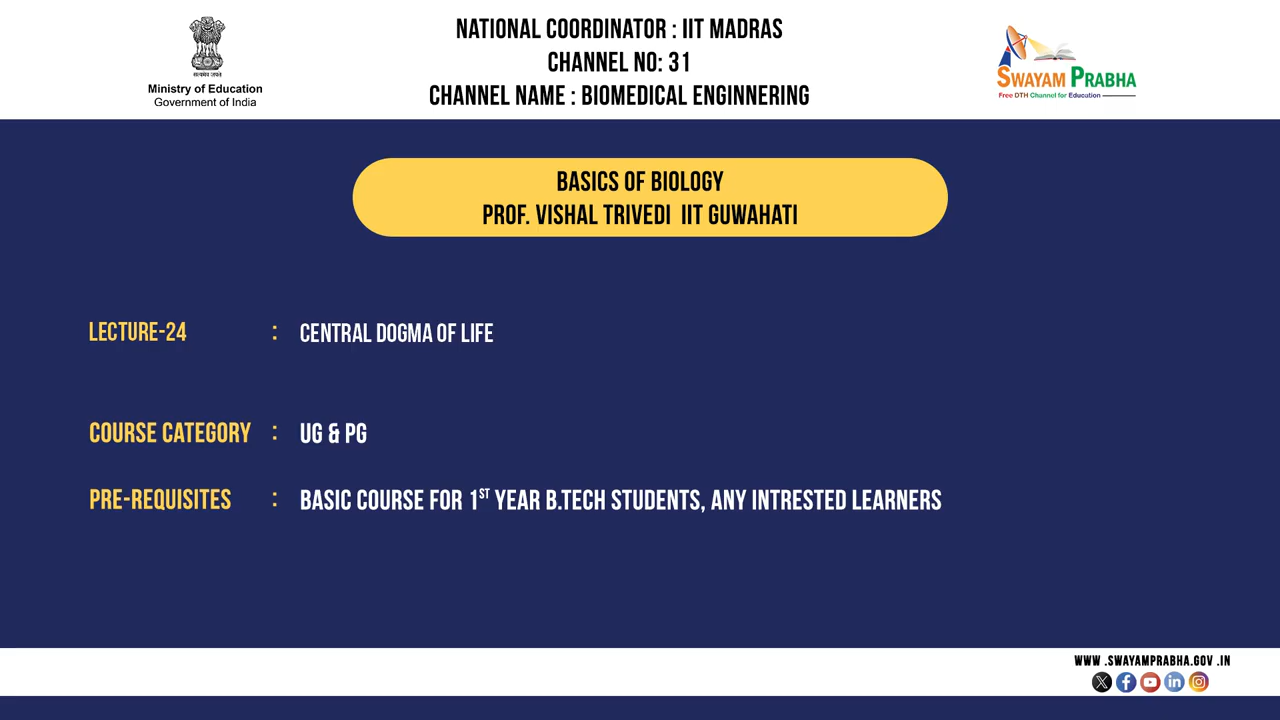 NATIONAL COORDINATOR : IIT MADRAS
CHANNEL NO: 31
CHANNEL NAME : BIOMEDICAL ENGINNERING
सत्यमेव जयते
Ministry of Education
Government of India
SWAYAM PRABHA
Free DTH Channel for Education
BASICS OF BIOLOGY
PROF. VISHAL TRIVEDI IIT GUWAHATI
LECTURE-24 : CENTRAL DOGMA OF LIFE
COURSE CATEGORY : UG & PG
PRE-REQUISITES : BASIC COURSE FOR 1ST YEAR B.TECH STUDENTS, ANY INTRESTED LEARNERS
WWW .SWAYAMPRABHA.GOV .IN